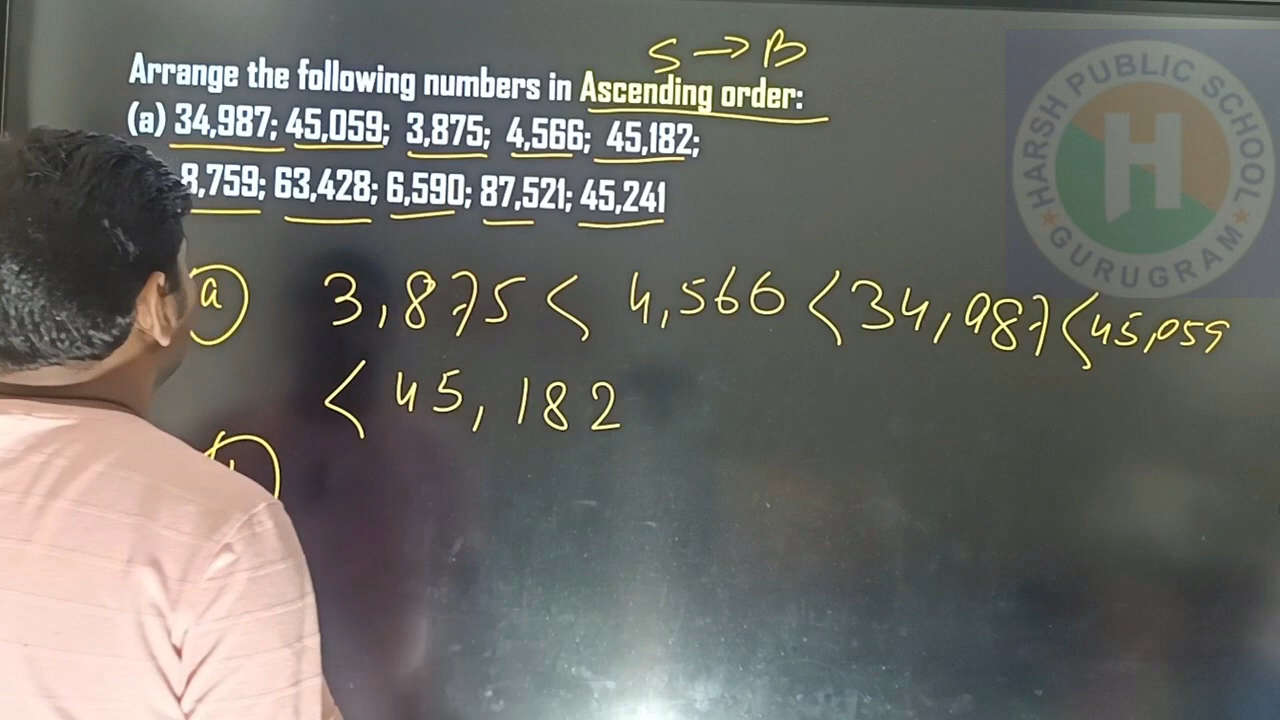 S → B
Arrange the following numbers in Ascending order:
(a) 34,987; 45,059; 3,875; 4,566; 45,182;
8,759; 63,428; 6,590; 87,521; 45,241
HARSH PUBLIC SCHOOL
H
GURUGRAM
a 3,875 < 4,566 < 34,987 < 45,059
< 45,182